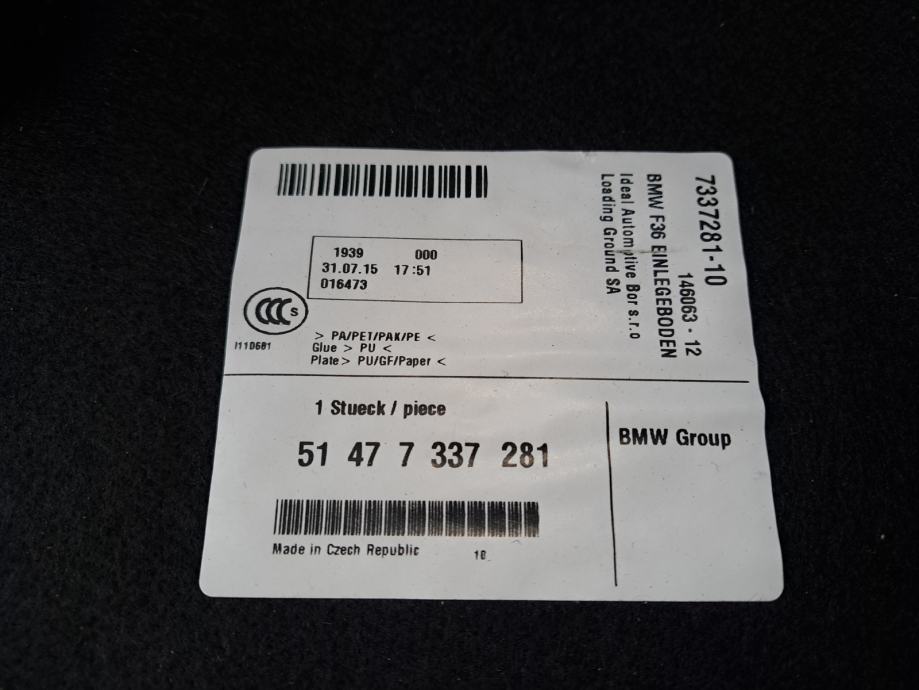 1939 000
31.07.15 17:51
016473
CCC S
> PA/PET/PAK/PE <
Glue > PU <
Plate > PU/GF/Paper <
7337281-10
146063 - 12
BMW F36 EINLEGEBODEN
Ideal Automotive Bor s.r.o
Loading Ground SA
1 Stueck / piece
51 47 7 337 281
Made in Czech Republic
BMW Group